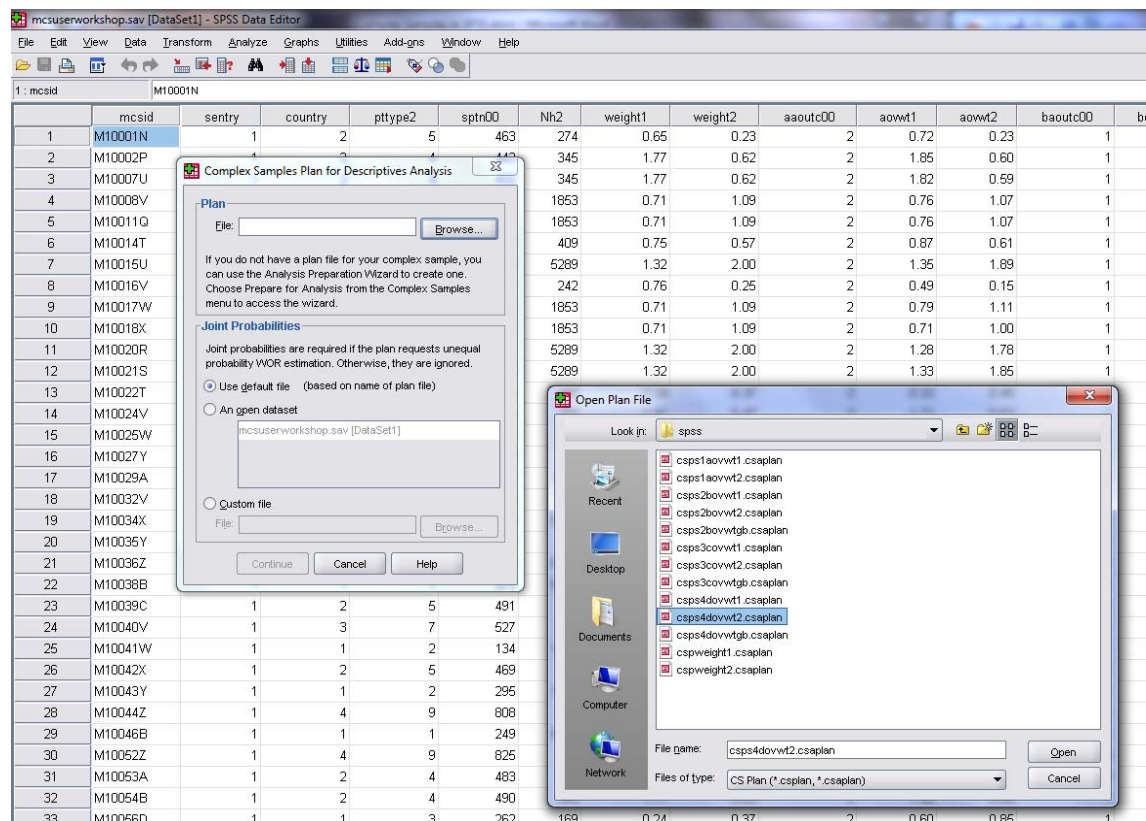 mcsuserworkshop.sav [DataSet1] - SPSS Data Editor
File Edit View Data Transform Analyze Graphs Utilities Add-ons Window Help
1 : mcsid M10001N
mcsid sentry country pttype2 sptn00 Nh2 weight1 weight2 aaoutc00 aovwt1 aovwt2 baoutc00
1 M10001N 1 2 5 463 274 0.65 0.23 2 0.72 0.23 1
2 M10002P 345 1.77 0.62 2 1.85 0.60 1
3 M10007U 345 1.77 0.62 2 1.82 0.59 1
4 M10008V 1853 0.71 1.09 2 0.76 1.07 1
5 M10011Q 1853 0.71 1.09 2 0.76 1.07 1
6 M10014T 409 0.75 0.57 2 0.87 0.61 1
7 M10015U 5289 1.32 2.00 2 1.35 1.89 1
8 M10016V 242 0.76 0.25 2 0.49 0.15 1
9 M10017W 1853 0.71 1.09 2 0.79 1.11 1
10 M10018X 1853 0.71 1.09 2 0.71 1.00 1
11 M10020R 5289 1.32 2.00 2 1.28 1.78 1
12 M10021S 5289 1.32 2.00 2 1.33 1.85 1
13 M10022T
14 M10024V
15 M10025W
16 M10027Y
17 M10029A
18 M10032V
19 M10034X
20 M10035Y
21 M10036Z
22 M10038B
23 M10039C 1 2 5 491
24 M10040V 1 3 7 527
25 M10041W 1 1 2 134
26 M10042X 1 2 5 469
27 M10043Y 1 1 2 295
28 M10044Z 1 4 9 808
29 M10046B 1 1 1 249
30 M10052Z 1 4 9 825
31 M10053A 1 2 4 483
32 M10054B 1 2 4 490
33 M10056D 1 1 3 262 169 0.24 0.37 2 0.60 0.85 1
Complex Samples Plan for Descriptives Analysis
Plan
File: Browse...
If you do not have a plan file for your complex sample, you
can use the Analysis Preparation Wizard to create one.
Choose Prepare for Analysis from the Complex Samples
menu to access the wizard.
Joint Probabilities
Joint probabilities are required if the plan requests unequal
probability WOR estimation. Otherwise, they are ignored.
Use default file (based on name of plan file)
An open dataset
mcsuserworkshop.sav [DataSet1]
Custom file
File: Browse...
Continue Cancel Help
Open Plan File
Look in: spss
Recent
Desktop
Documents
Computer
Network
csps1aovwt1.csaplan
csps1aovwt2.csaplan
csps2bovwt1.csaplan
csps2bovwt2.csaplan
csps2bovwtgb.csaplan
csps3covwt1.csaplan
csps3covwt2.csaplan
csps3covwtgb.csaplan
csps4dovwt1.csaplan
csps4dovwt2.csaplan
csps4dovwtgb.csaplan
cspweight1.csaplan
cspweight2.csaplan
File name: csps4dovwt2.csaplan Open
Files of type: CS Plan (*.csplan, *.csaplan) Cancel